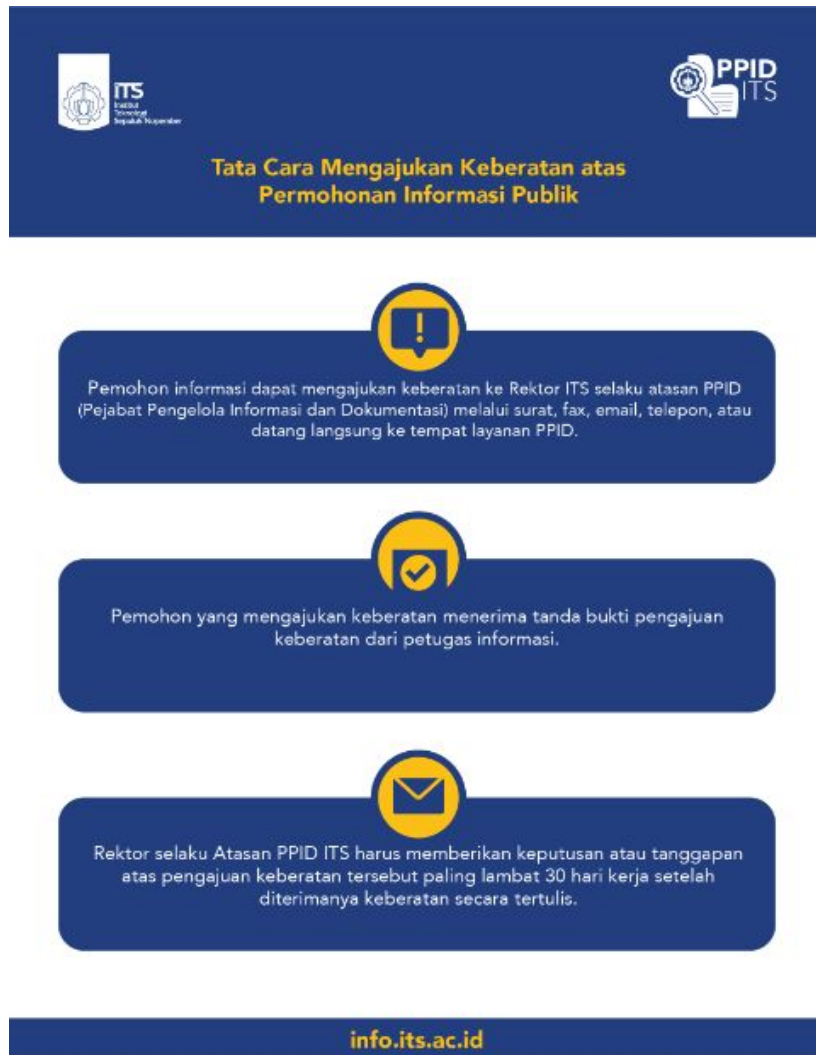 ITS
Institut
Teknologi
Sepuluh Nopember
PPID
ITS
Tata Cara Mengajukan Keberatan atas
Permohonan Informasi Publik
!
Pemohon informasi dapat mengajukan keberatan ke Rektor ITS selaku atasan PPID
(Pejabat Pengelola Informasi dan Dokumentasi) melalui surat, fax, email, telepon, atau
datang langsung ke tempat layanan PPID.
Pemohon yang mengajukan keberatan menerima tanda bukti pengajuan
keberatan dari petugas informasi.
Rektor selaku Atasan PPID ITS harus memberikan keputusan atau tanggapan
atas pengajuan keberatan tersebut paling lambat 30 hari kerja setelah
diterimanya keberatan secara tertulis.
info.its.ac.id